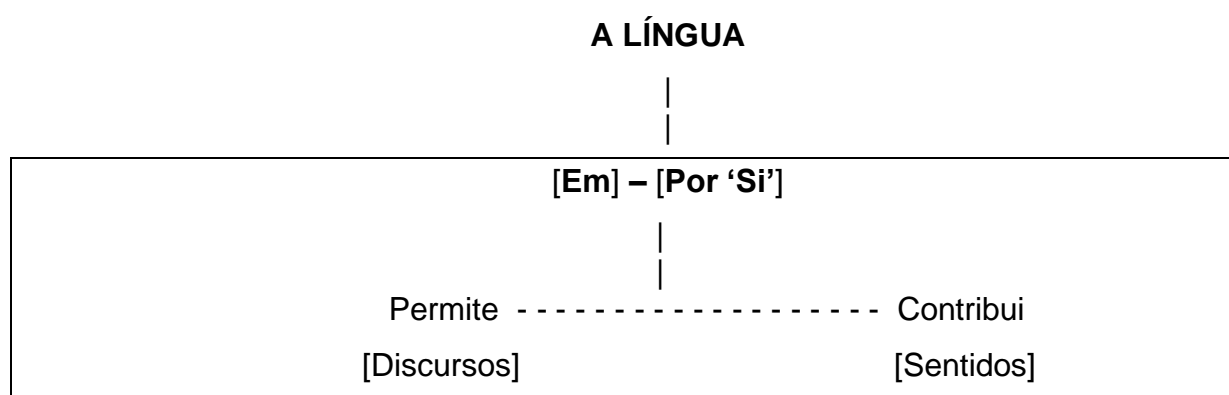 A LÍNGUA
|
|
[Em] – [Por ‘Si’]
|
|
Permite - - - - - - - - - - - - - - - - - - - Contribui
[Discursos] [Sentidos]